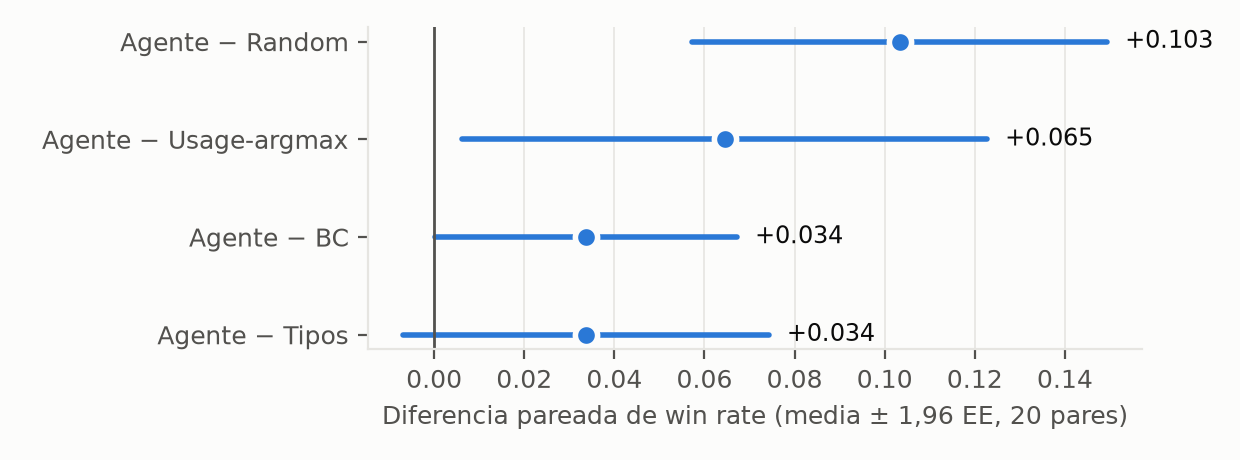 Agente − Random
+0.103
Agente − Usage-argmax
+0.065
Agente − BC
+0.034
Agente − Tipos
+0.034
0.00 0.02 0.04 0.06 0.08 0.10 0.12 0.14
Diferencia pareada de win rate (media ± 1,96 EE, 20 pares)